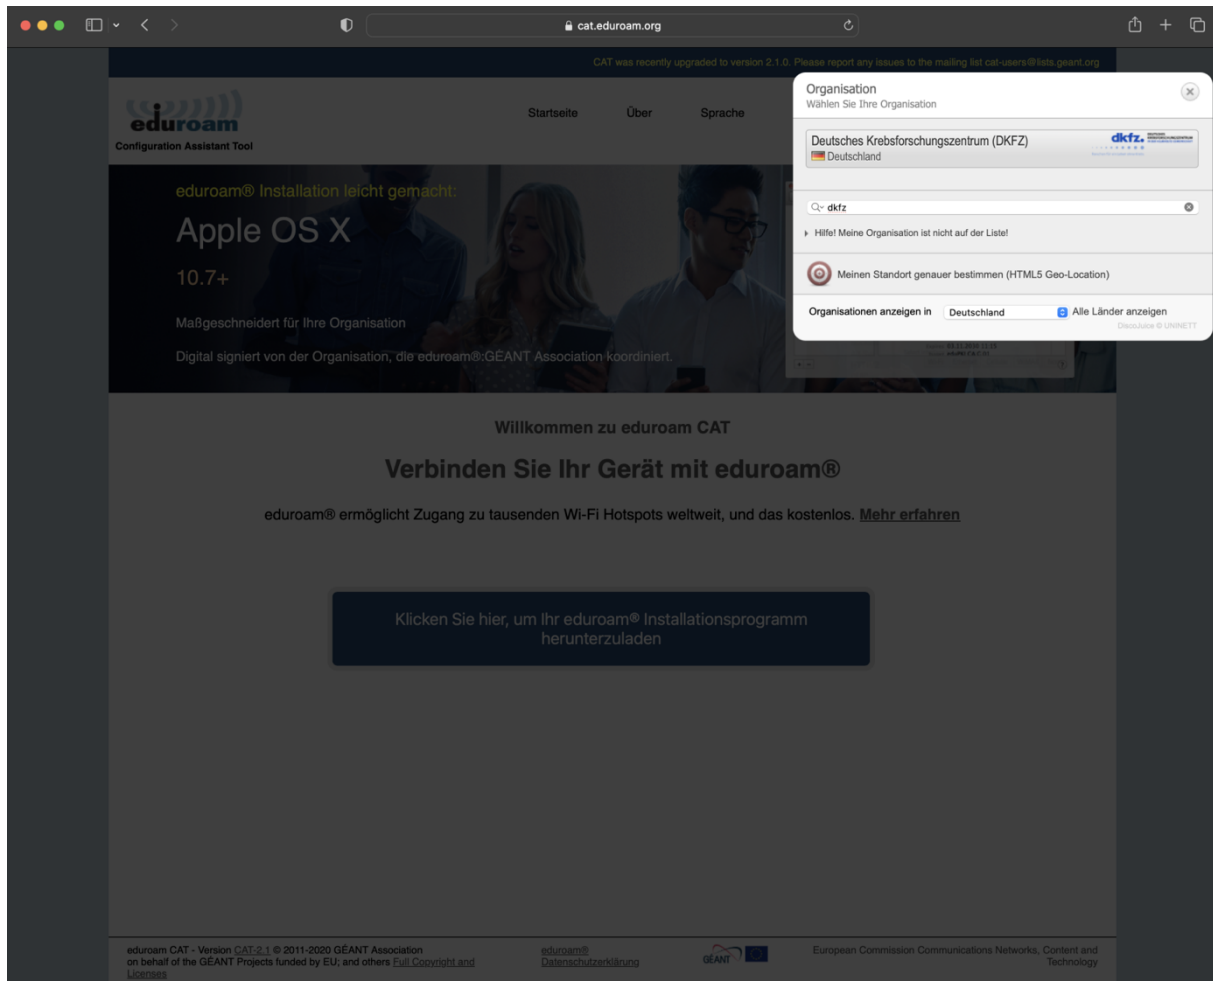 cat.eduroam.org
CAT was recently upgraded to version 2.1.0. Please report any issues to the mailing list cat-users@lists.geant.org
eduroam
Configuration Assistant Tool
Startseite Über Sprache
Organisation
Wählen Sie Ihre Organisation
Deutsches Krebsforschungszentrum (DKFZ)
Deutschland
dkfz.
dkfz
Hilfe! Meine Organisation ist nicht auf der Liste!
Meinen Standort genauer bestimmen (HTML5 Geo-Location)
Organisationen anzeigen in Deutschland Alle Länder anzeigen
DiscoJuice © UNINETT
eduroam® Installation leicht gemacht:
Apple OS X
10.7+
Maßgeschneidert für Ihre Organisation
Digital signiert von der Organisation, die eduroam®:GÉANT Association koordiniert.
Willkommen zu eduroam CAT
Verbinden Sie Ihr Gerät mit eduroam®
eduroam® ermöglicht Zugang zu tausenden Wi-Fi Hotspots weltweit, und das kostenlos. Mehr erfahren
Klicken Sie hier, um Ihr eduroam® Installationsprogramm
herunterzuladen
eduroam CAT - Version CAT-2.1 © 2011-2020 GÉANT Association
on behalf of the GÉANT Projects funded by EU; and others Full Copyright and
Licenses
eduroam®
Datenschutzerklärung
GÉANT
European Commission Communications Networks, Content and
Technology